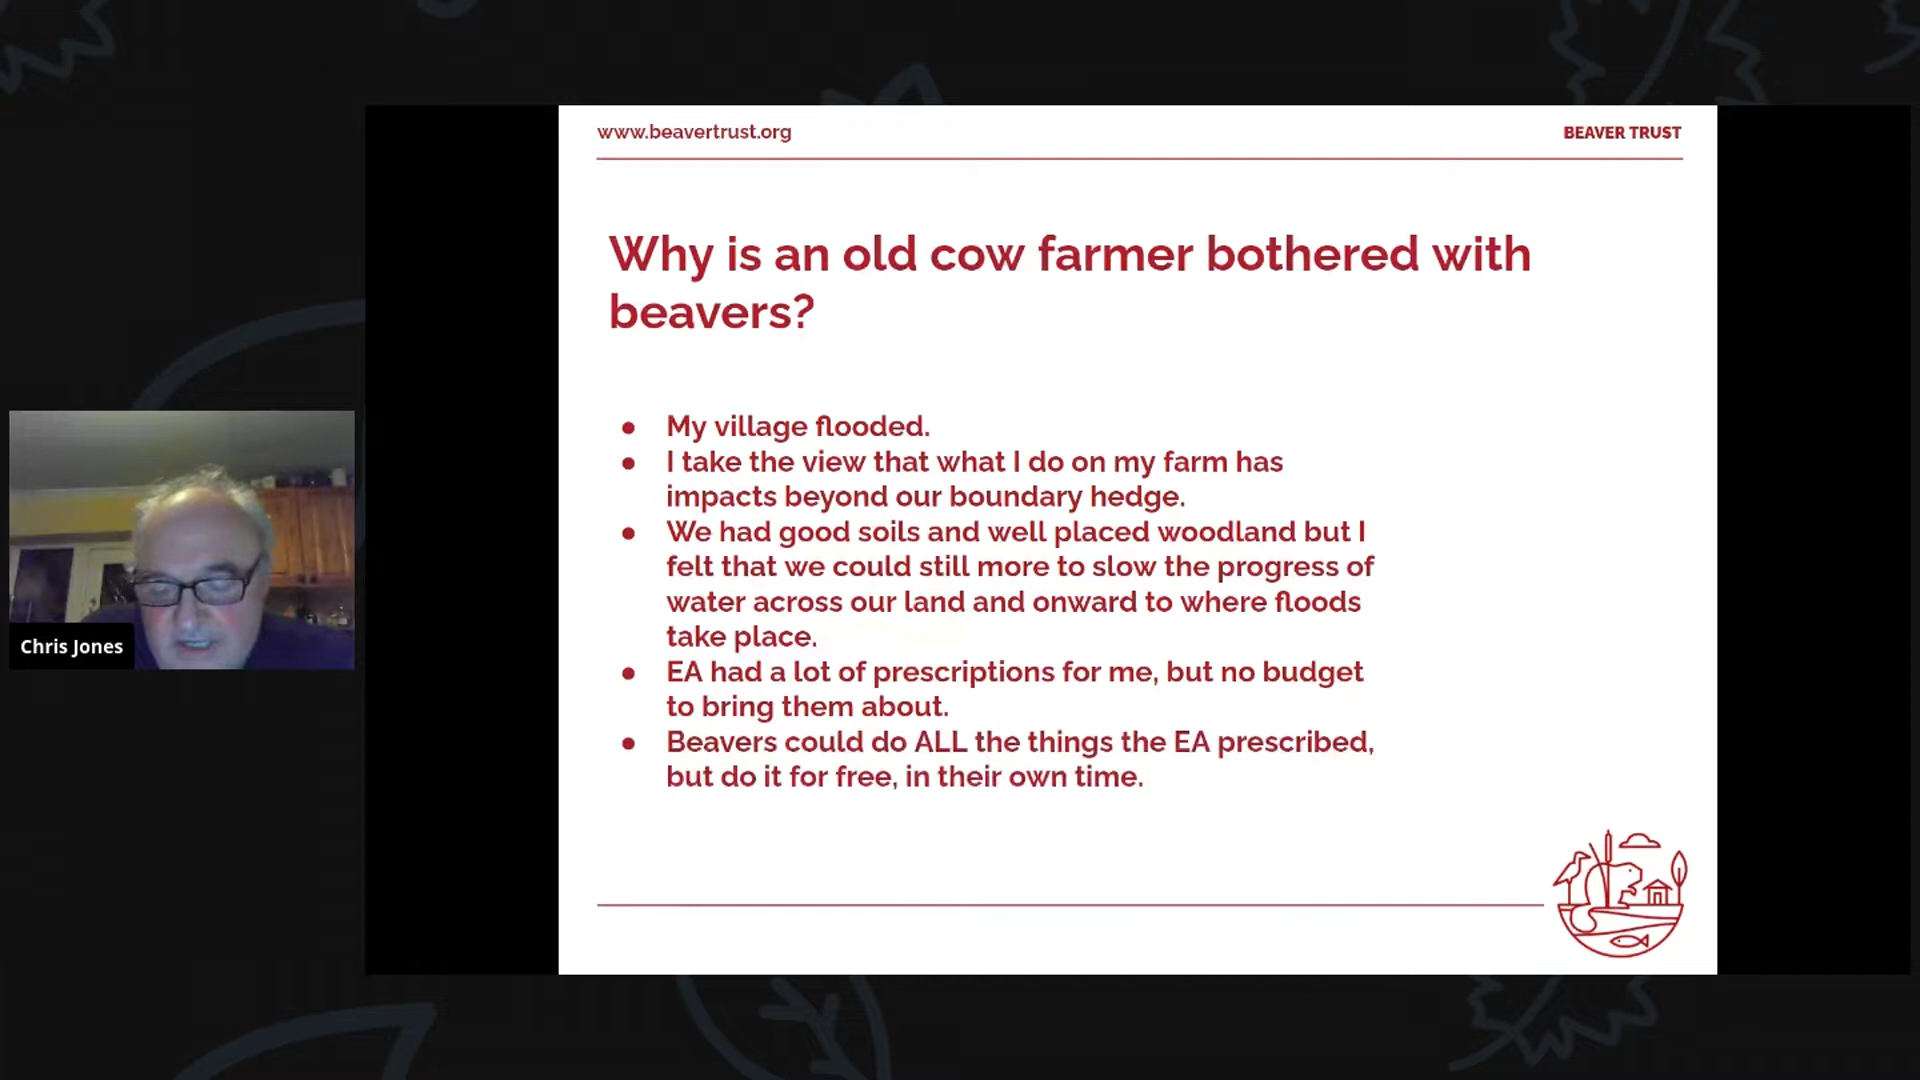 www.beavertrust.org
BEAVER TRUST
Why is an old cow farmer bothered with
beavers?
● My village flooded.
● I take the view that what I do on my farm has
impacts beyond our boundary hedge.
● We had good soils and well placed woodland but I
felt that we could still more to slow the progress of
water across our land and onward to where floods
take place.
● EA had a lot of prescriptions for me, but no budget
to bring them about.
● Beavers could do ALL the things the EA prescribed,
but do it for free, in their own time.
Chris Jones